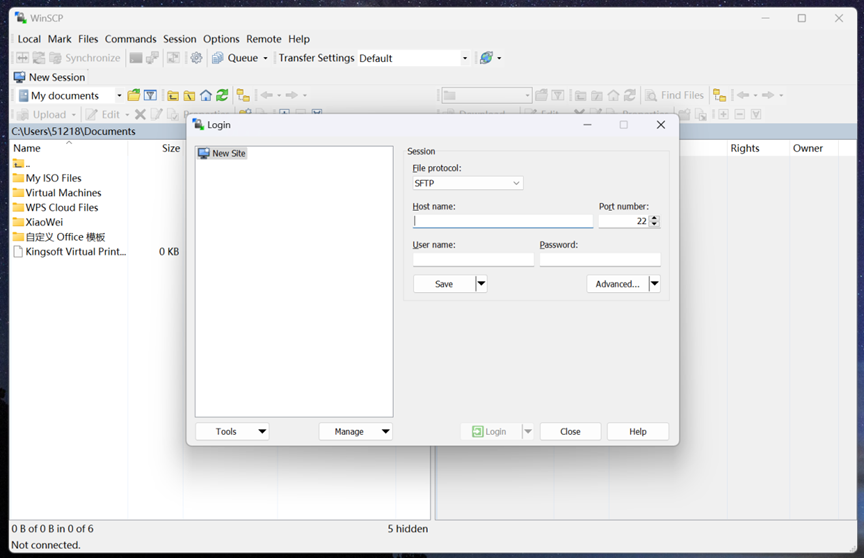 WinSCP
Local Mark Files Commands Session Options Remote Help
Synchronize Queue Transfer Settings Default
New Session
My documents Find Files
Upload Edit
C:\Users\51218\Documents
Name Size Rights Owner
..
My ISO Files
Virtual Machines
WPS Cloud Files
XiaoWei
自定义 Office 模板
Kingsoft Virtual Print... 0 KB
Login
New Site
Session
File protocol:
SFTP
Host name: Port number:
22
User name: Password:
Save Advanced...
Tools Manage Login Close Help
0 B of 0 B in 0 of 6 5 hidden
Not connected.